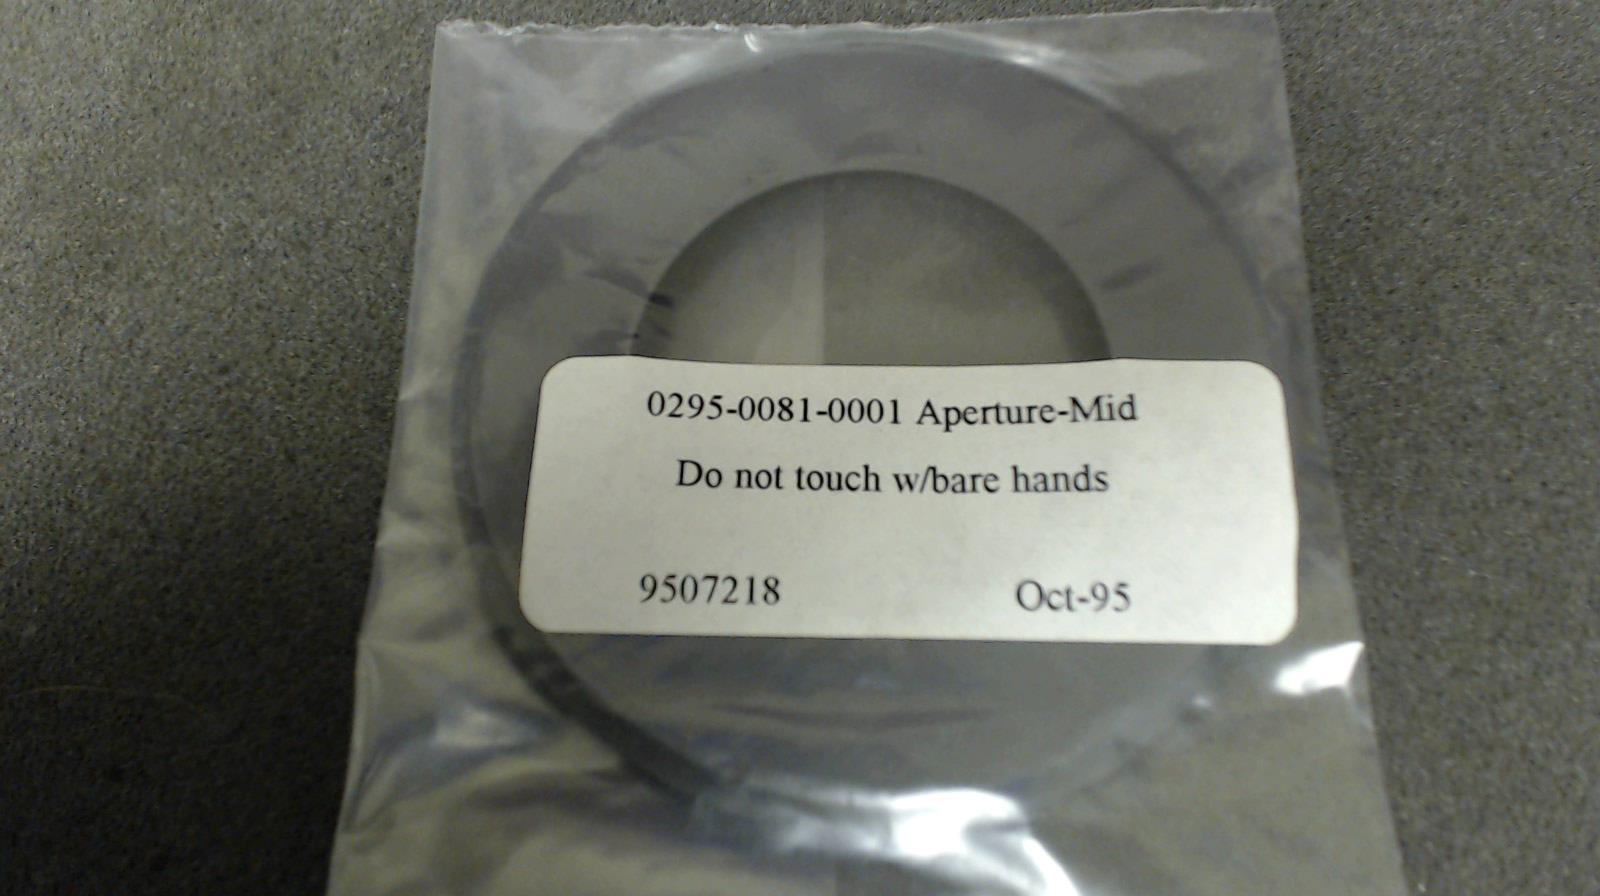 0295-0081-0001 Aperture-Mid
Do not touch w/bare hands
9507218 Oct-95